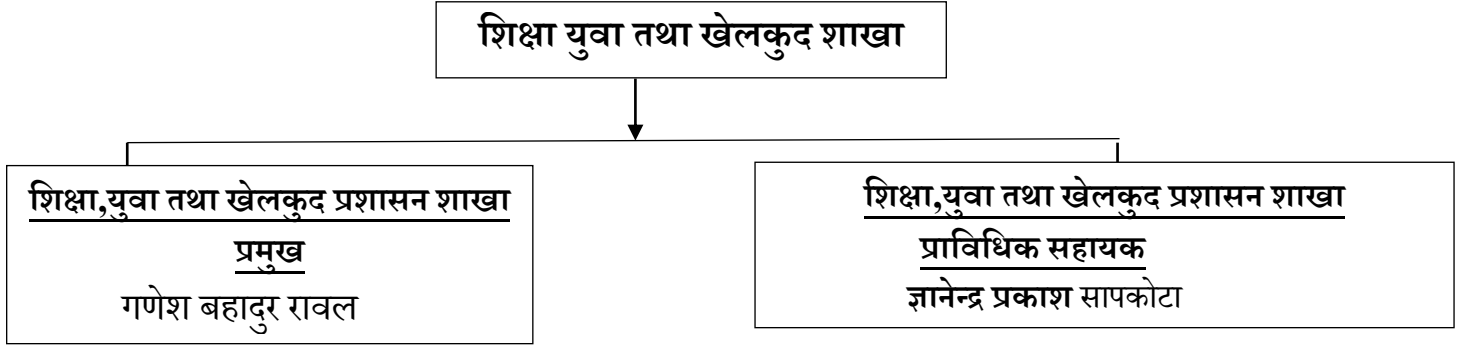 शिक्षा युवा तथा खेलकुद शाखा
शिक्षा,युवा तथा खेलकुद प्रशासन शाखा
प्रमुख
गणेश बहादुर रावल
शिक्षा,युवा तथा खेलकुद प्रशासन शाखा
प्राविधिक सहायक
ज्ञानेन्द्र प्रकाश सापकोटा